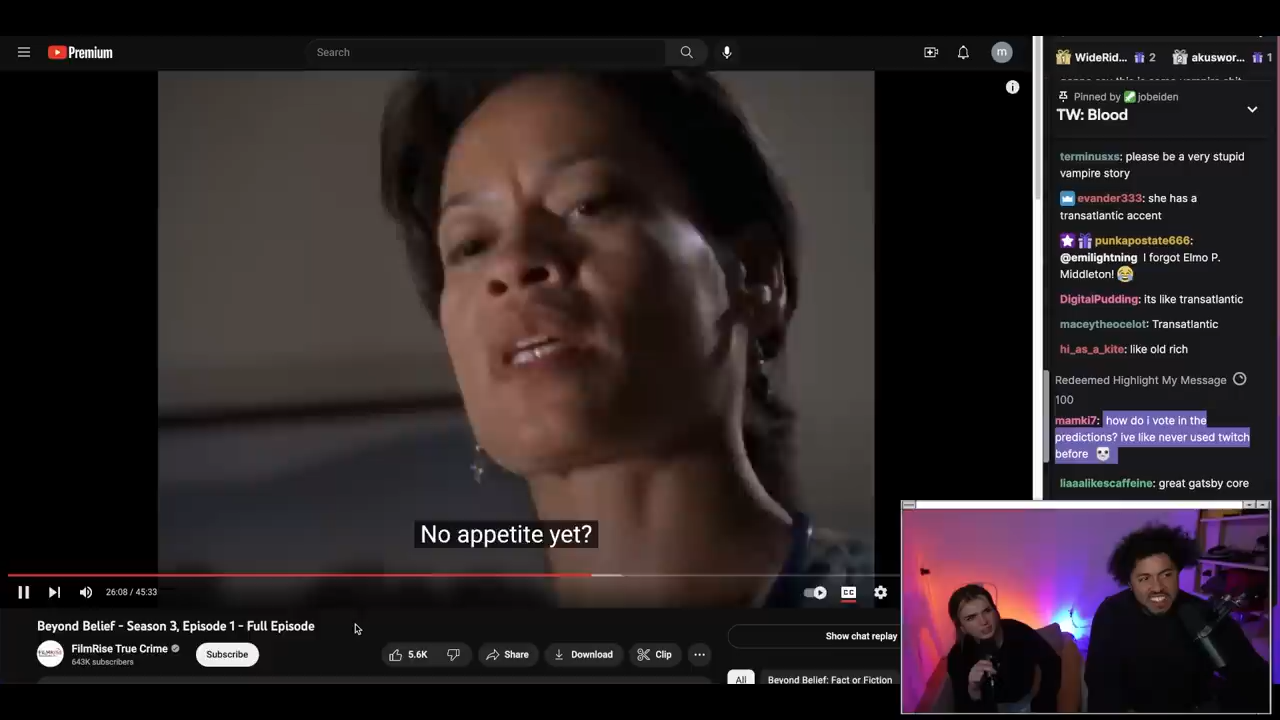 Premium
Search
m
WideRid... 2 akuswor... 1
Pinned by jobeiden
TW: Blood
terminusxs: please be a very stupid
vampire story
evander333: she has a
transatlantic accent
punkapostate666:
@emilightning I forgot Elmo P.
Middleton!
DigitalPudding: its like transatlantic
maceytheocelot: Transatlantic
hi_as_a_kite: like old rich
Redeemed Highlight My Message
100
mamki7: how do i vote in the
predictions? ive like never used twitch
before
liaaalikescaffeine: great gatsby core
No appetite yet?
26:08 / 45:33
CC
Beyond Belief - Season 3, Episode 1 - Full Episode
FilmRise True Crime
643K subscribers
Subscribe
5.6K
Share
Download
Clip
Show chat replay
All
Beyond Belief: Fact or Fiction